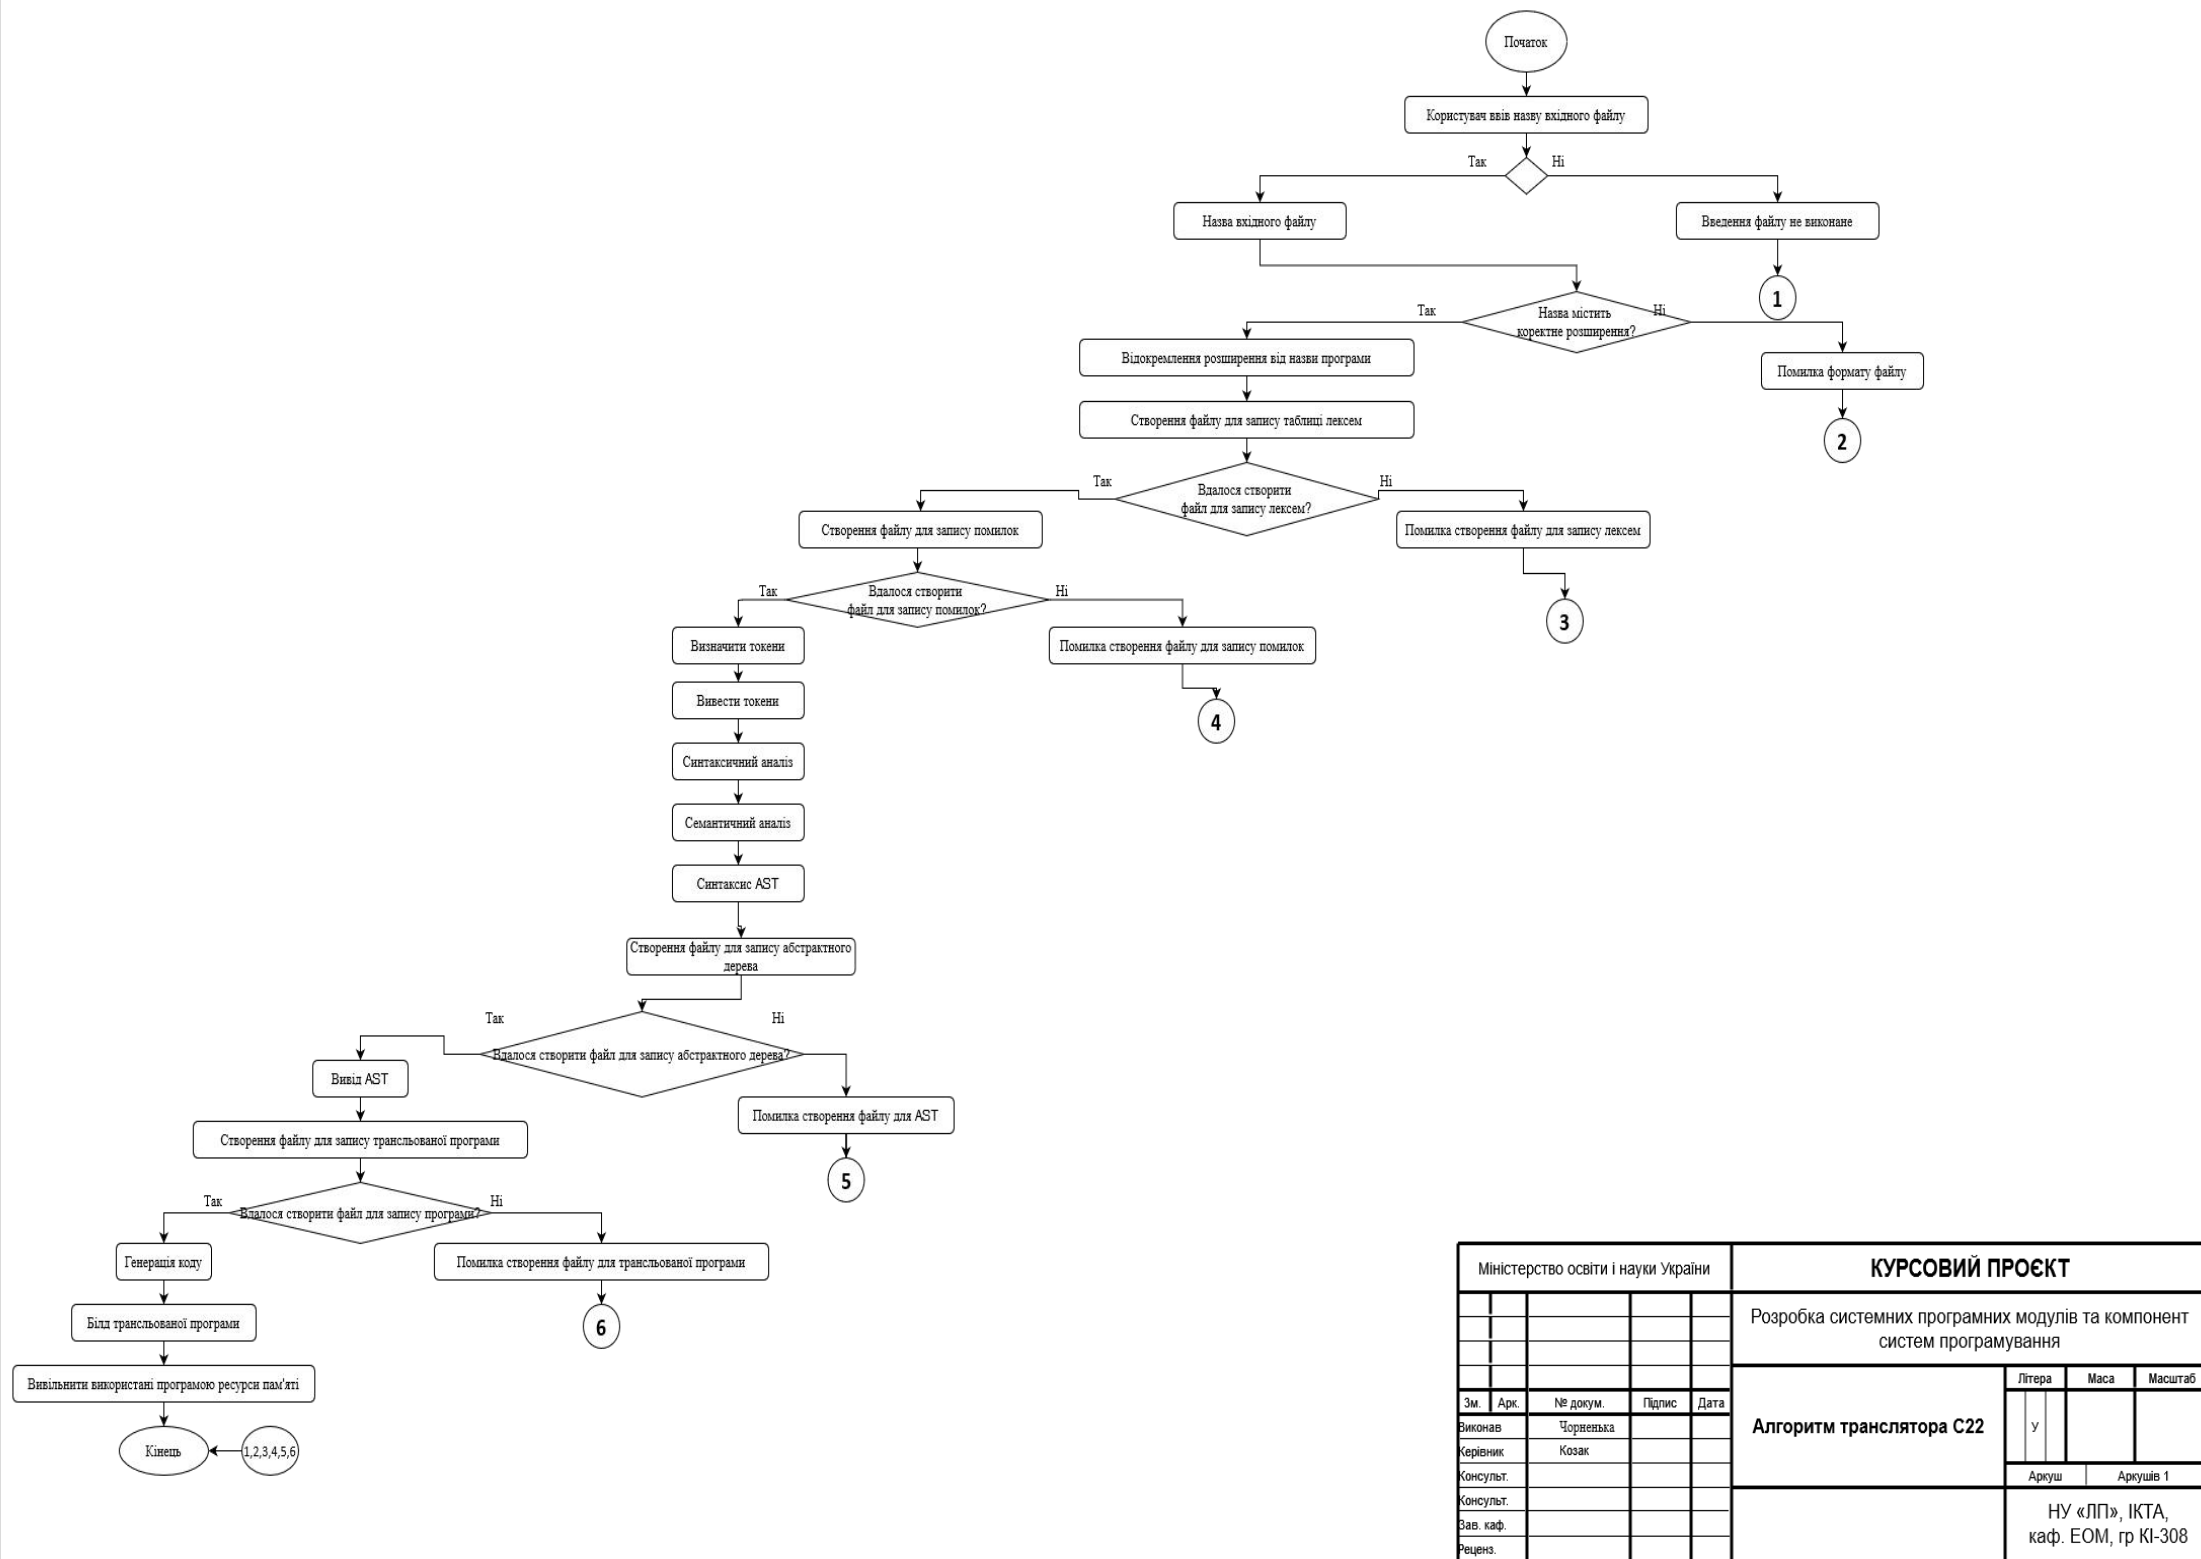 Початок
Користувач ввів назву вхідного файлу
Так
Ні
Назва вхідного файлу
Введення файлу не виконане
1
Так
Назва містить
коректне розширення?
Ні
Відокремлення розширення від назви програми
Помилка формату файлу
Створення файлу для запису таблиці лексем
2
Так
Вдалося створити
файл для запису лексем?
Ні
Створення файлу для запису помилок
Помилка створення файлу для запису лексем
Так
Вдалося створити
файл для запису помилок?
Ні
3
Визначити токени
Помилка створення файлу для запису помилок
Вивести токени
4
Синтаксичний аналіз
Семантичний аналіз
Синтаксис AST
Створення файлу для запису абстрактного
дерева
Так
Ні
Вдалося створити файл для запису абстрактного дерева?
Вивід AST
Помилка створення файлу для AST
Створення файлу для запису трансльованої програми
5
Так
Вдалося створити файл для запису програми?
Ні
Генерація коду
Помилка створення файлу для трансльованої програми
Білд трансльованої програми
6
Вивільнити використані програмою ресурси пам'яті
Кінець
1,2,3,4,5,6
Міністерство освіти і науки України
КУРСОВИЙ ПРОЄКТ
Розробка системних програмних модулів та компонент
систем програмування
Зм.
Арк.
№ докум.
Підпис
Дата
Виконав
Чорненька
Керівник
Козак
Консульт.
Консульт.
Зав. каф.
Реценз.
Алгоритм транслятора C22
Літера
Маса
Масштаб
У
Аркуш
Аркушів 1
НУ «ЛП», ІКТА,
каф. ЕОМ, гр КІ-308